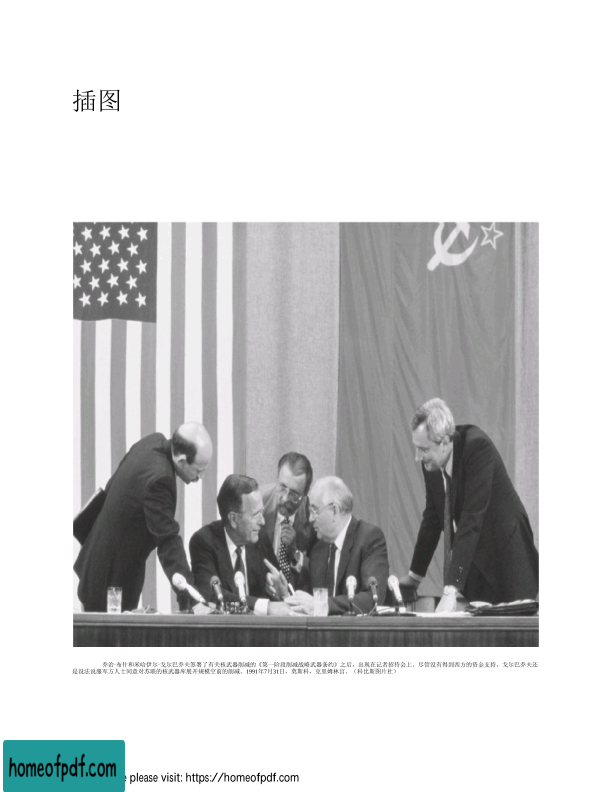 插图
乔治·布什和米哈伊尔·戈尔巴乔夫签署了有关核武器削减的《第一阶段削减战略武器条约》之后，出现在记者招待会上。尽管没有得到西方的资金支持，戈尔巴乔夫还
是设法说服军方人士同意对苏联的核武器库展开规模空前的削减。1991年7月31日，莫斯科，克里姆林宫。（科比斯图片社）
homeofpdf.com
please visit: https://homeofpdf.com